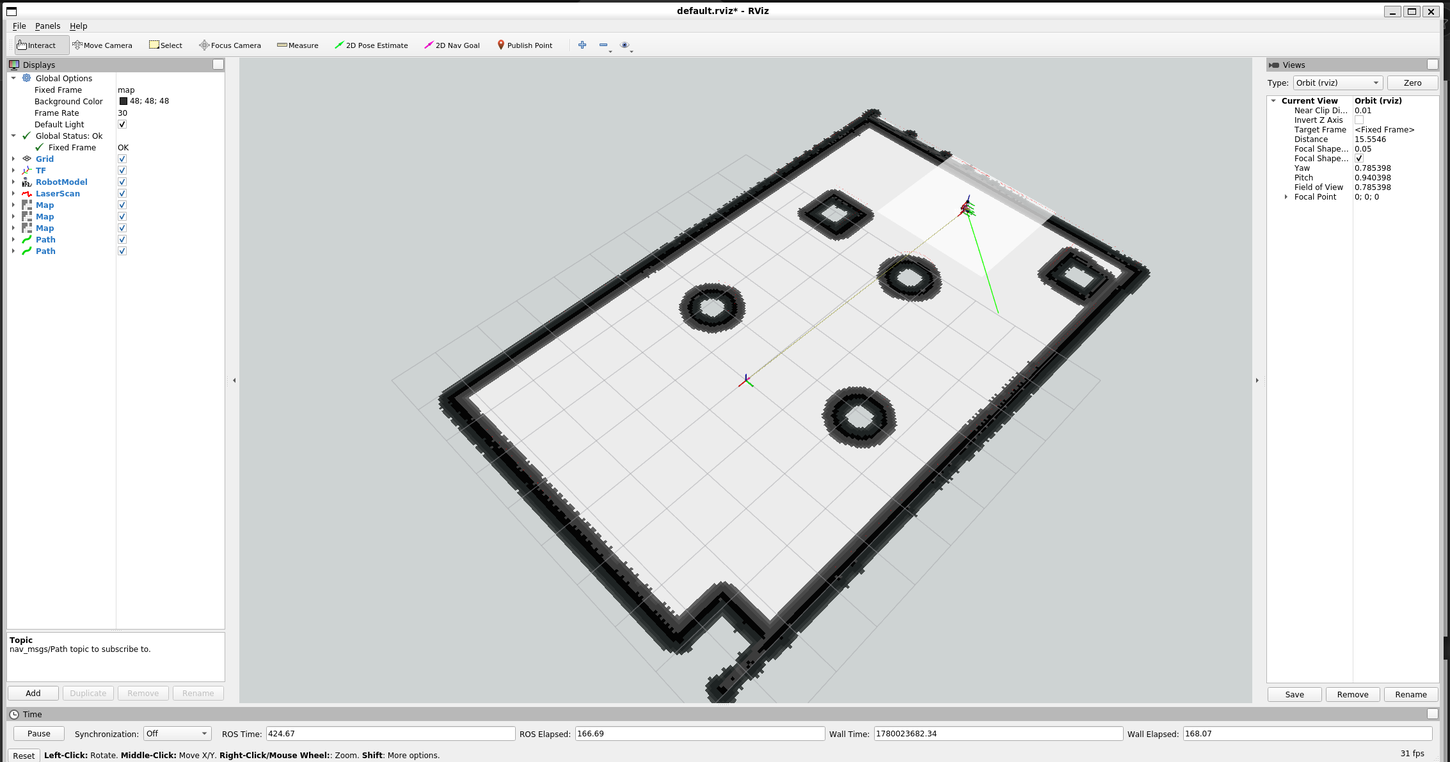 default.rviz* - RViz
File Panels Help
Interact Move Camera Select Focus Camera Measure 2D Pose Estimate 2D Nav Goal Publish Point
Displays
Global Options
Fixed Frame map
Background Color 48; 48; 48
Frame Rate 30
Default Light
Global Status: Ok
Fixed Frame OK
Grid
TF
RobotModel
LaserScan
Map
Map
Map
Path
Path
Topic
nav_msgs/Path topic to subscribe to.
Add Duplicate Remove Rename
Views
Type: Orbit (rviz) Zero
Current View Orbit (rviz)
Near Clip Di... 0.01
Invert Z Axis
Target Frame <Fixed Frame>
Distance 15.5546
Focal Shape... 0.05
Focal Shape...
Yaw 0.785398
Pitch 0.940398
Field of View 0.785398
Focal Point 0; 0; 0
Save Remove Rename
Time
Pause Synchronization: Off ROS Time: 424.67 ROS Elapsed: 166.69 Wall Time: 1780023682.34 Wall Elapsed: 168.07
Reset Left-Click: Rotate. Middle-Click: Move X/Y. Right-Click/Mouse Wheel:: Zoom. Shift: More options. 31 fps